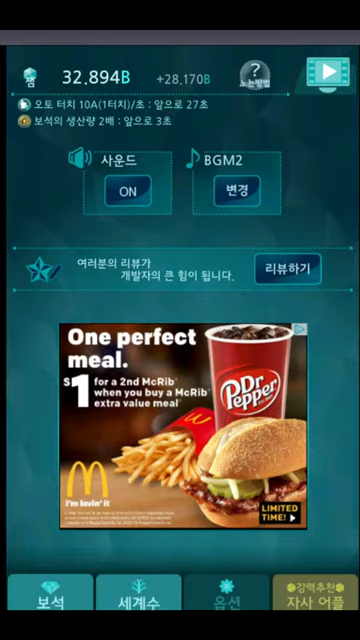 잼 32.894B +28.170B ? 노는방법
오토 터치 10A(1터치)/초 : 앞으로 27초
보석의 생산량 2배 : 앞으로 3초
사운드 BGM2
ON 변경
여러분의 리뷰가
개발자의 큰 힘이 됩니다.
리뷰하기
One perfect
meal.
$1 for a 2nd McRib
when you buy a McRib
extra value meal
Dr Pepper
i'm lovin' it
LIMITED
TIME!
보석 세계수 옵션 강력추천
자사 어플